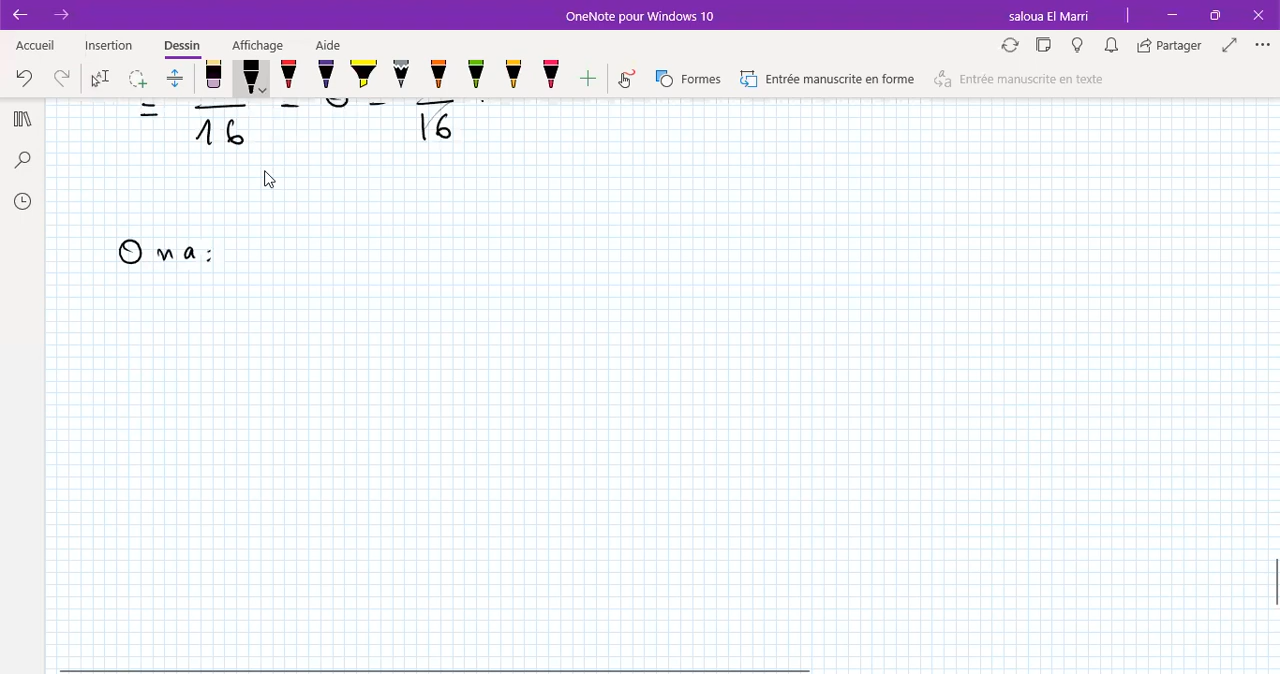 OneNote pour Windows 10
saloua El Marri
Accueil Insertion Dessin Affichage Aide
Partager
Formes Entrée manuscrite en forme Entrée manuscrite en texte
= 16 - 0 - 16
On a :